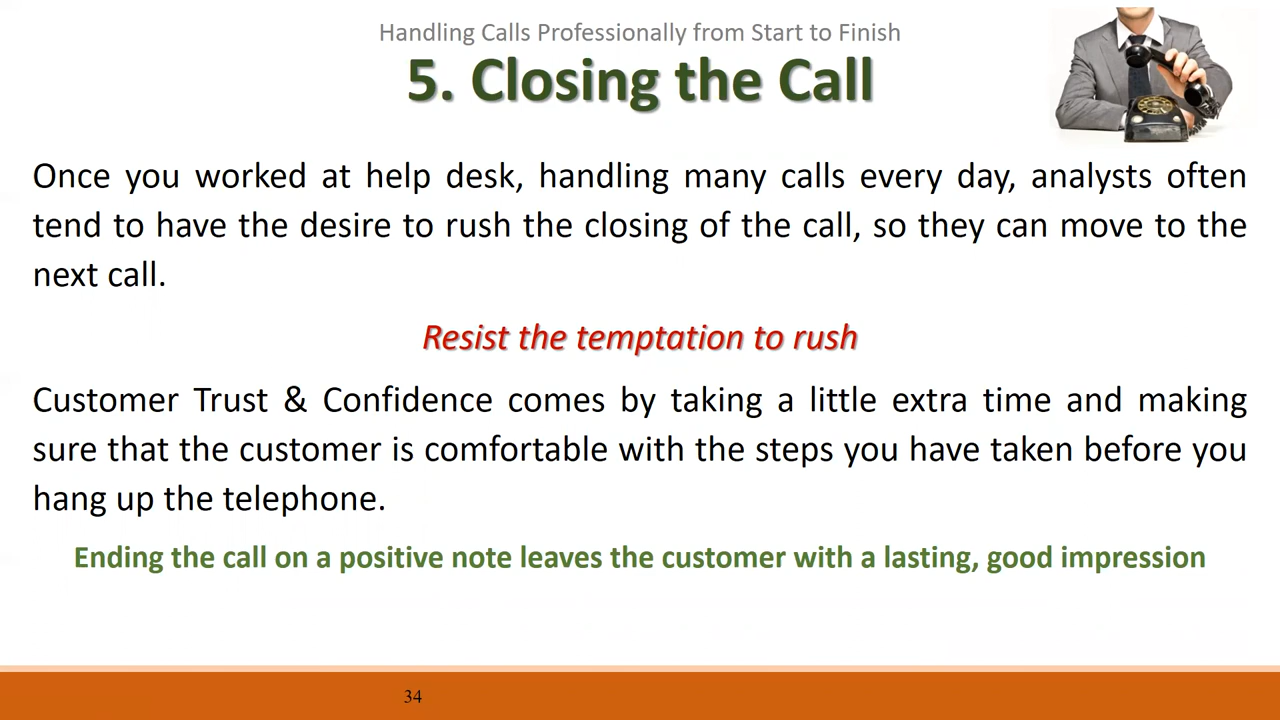 Handling Calls Professionally from Start to Finish
5. Closing the Call
Once you worked at help desk, handling many calls every day, analysts often
tend to have the desire to rush the closing of the call, so they can move to the
next call.
Resist the temptation to rush
Customer Trust & Confidence comes by taking a little extra time and making
sure that the customer is comfortable with the steps you have taken before you
hang up the telephone.
Ending the call on a positive note leaves the customer with a lasting, good impression
34